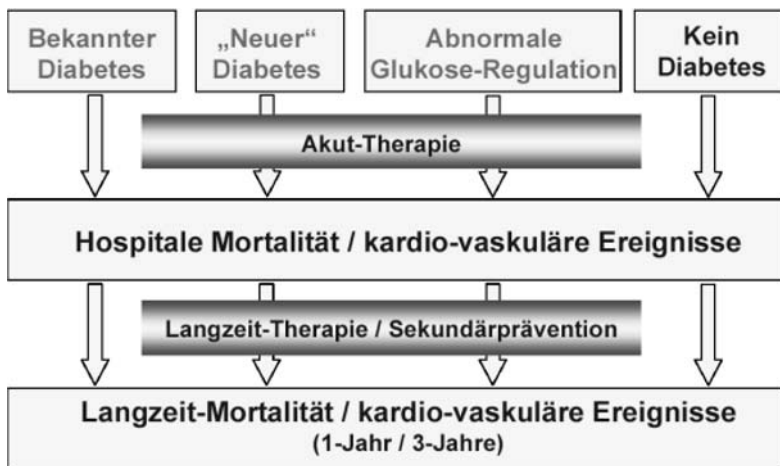 Bekannter
Diabetes
„Neuer“
Diabetes
Abnormale
Glukose-Regulation
Kein
Diabetes
Akut-Therapie
Hospitale Mortalität / kardio-vaskuläre Ereignisse
Langzeit-Therapie / Sekundärprävention
Langzeit-Mortalität / kardio-vaskuläre Ereignisse
(1-Jahr / 3-Jahre)